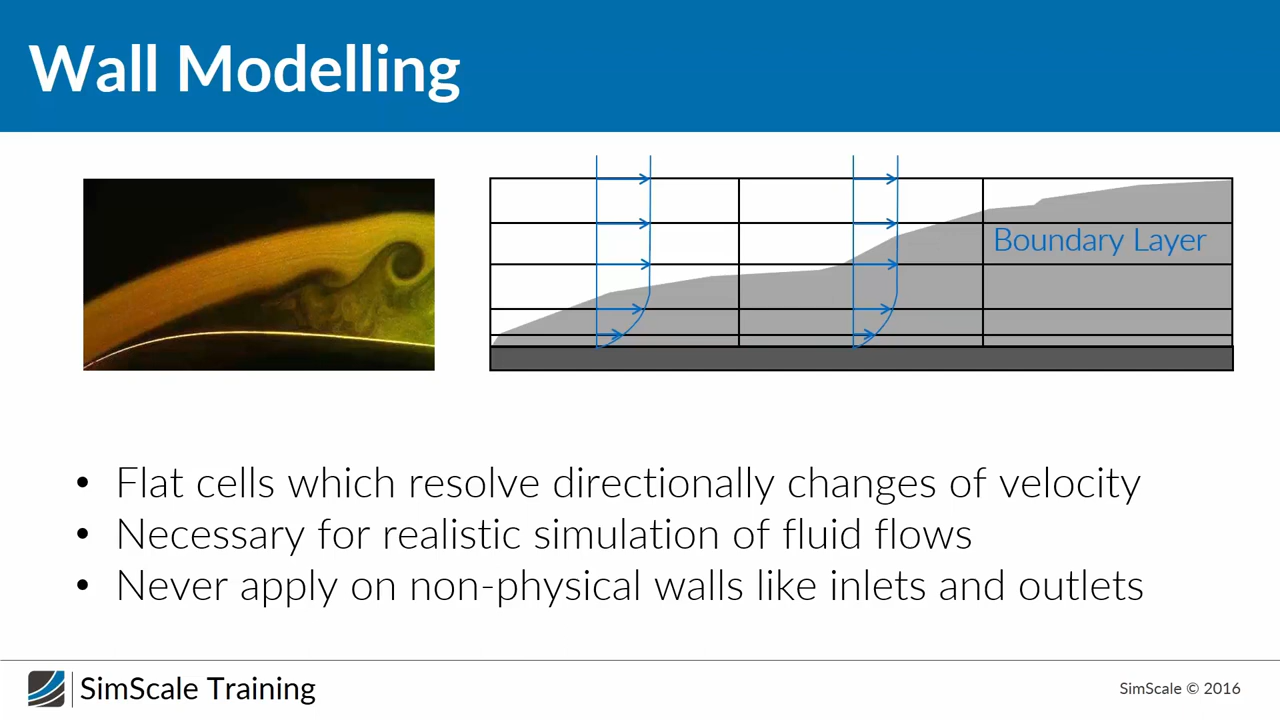 Wall Modelling
Boundary Layer
• Flat cells which resolve directionally changes of velocity
• Necessary for realistic simulation of fluid flows
• Never apply on non-physical walls like inlets and outlets
SimScale Training
SimScale © 2016